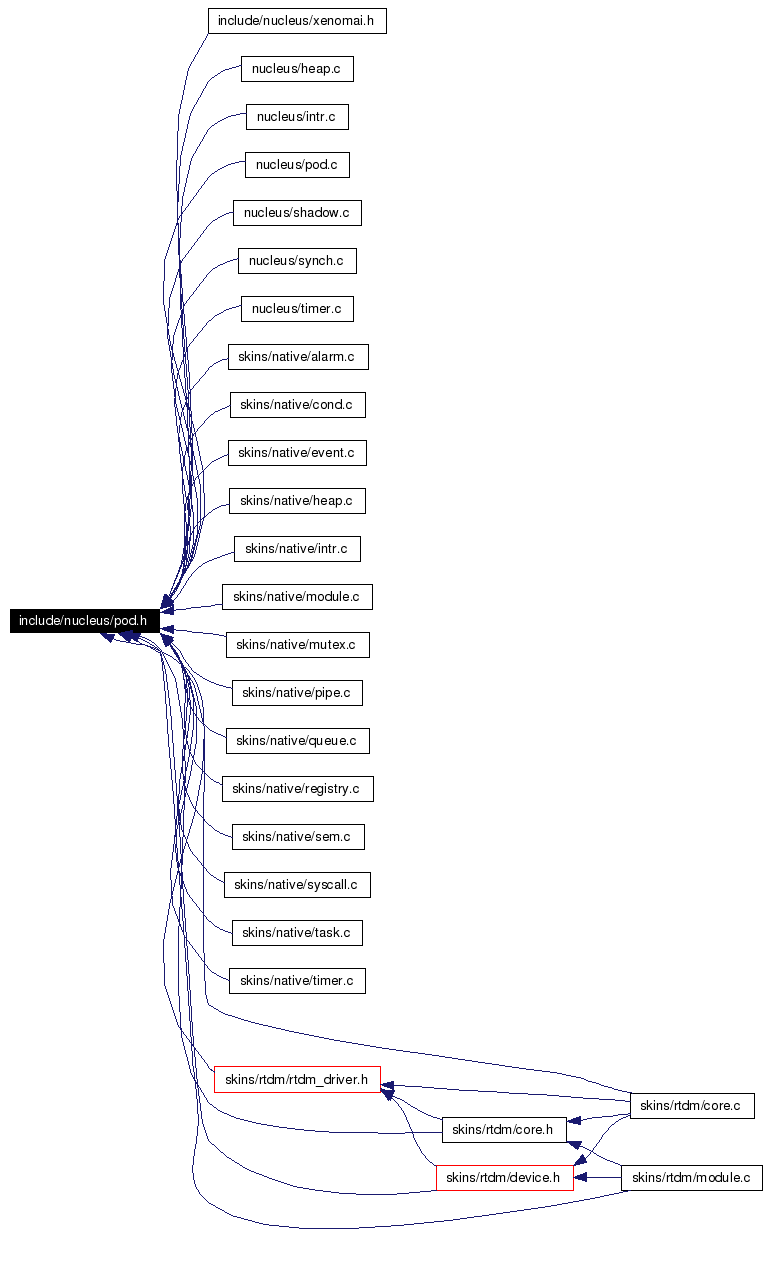 include/nucleus/xenomai.h
nucleus/heap.c
nucleus/intr.c
nucleus/pod.c
nucleus/shadow.c
nucleus/synch.c
nucleus/timer.c
skins/native/alarm.c
skins/native/cond.c
skins/native/event.c
skins/native/heap.c
skins/native/intr.c
skins/native/module.c
include/nucleus/pod.h
skins/native/mutex.c
skins/native/pipe.c
skins/native/queue.c
skins/native/registry.c
skins/native/sem.c
skins/native/syscall.c
skins/native/task.c
skins/native/timer.c
skins/rtdm/rtdm_driver.h
skins/rtdm/core.c
skins/rtdm/core.h
skins/rtdm/device.h
skins/rtdm/module.c